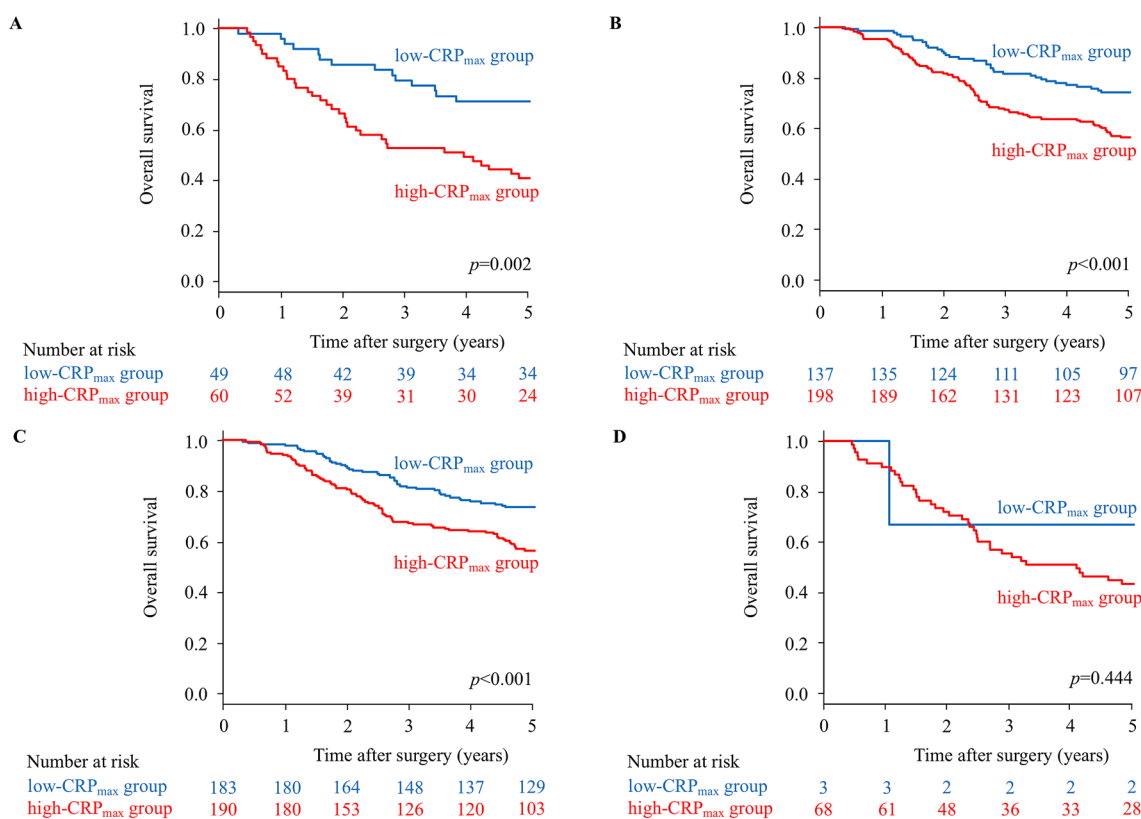 A
Overall survival
1.0
0.8
0.6
0.4
0.2
0.0
low-CRPmax group
high-CRPmax group
p=0.002
0 1 2 3 4 5
Time after surgery (years)
Number at risk
low-CRPmax group 49 48 42 39 34 34
high-CRPmax group 60 52 39 31 30 24
B
Overall survival
1.0
0.8
0.6
0.4
0.2
0.0
low-CRPmax group
high-CRPmax group
p<0.001
0 1 2 3 4 5
Time after surgery (years)
Number at risk
low-CRPmax group 137 135 124 111 105 97
high-CRPmax group 198 189 162 131 123 107
C
Overall survival
1.0
0.8
0.6
0.4
0.2
0.0
low-CRPmax group
high-CRPmax group
p<0.001
0 1 2 3 4 5
Time after surgery (years)
Number at risk
low-CRPmax group 183 180 164 148 137 129
high-CRPmax group 190 180 153 126 120 103
D
Overall survival
1.0
0.8
0.6
0.4
0.2
0.0
low-CRPmax group
high-CRPmax group
p=0.444
0 1 2 3 4 5
Time after surgery (years)
Number at risk
low-CRPmax group 3 3 2 2 2 2
high-CRPmax group 68 61 48 36 33 28